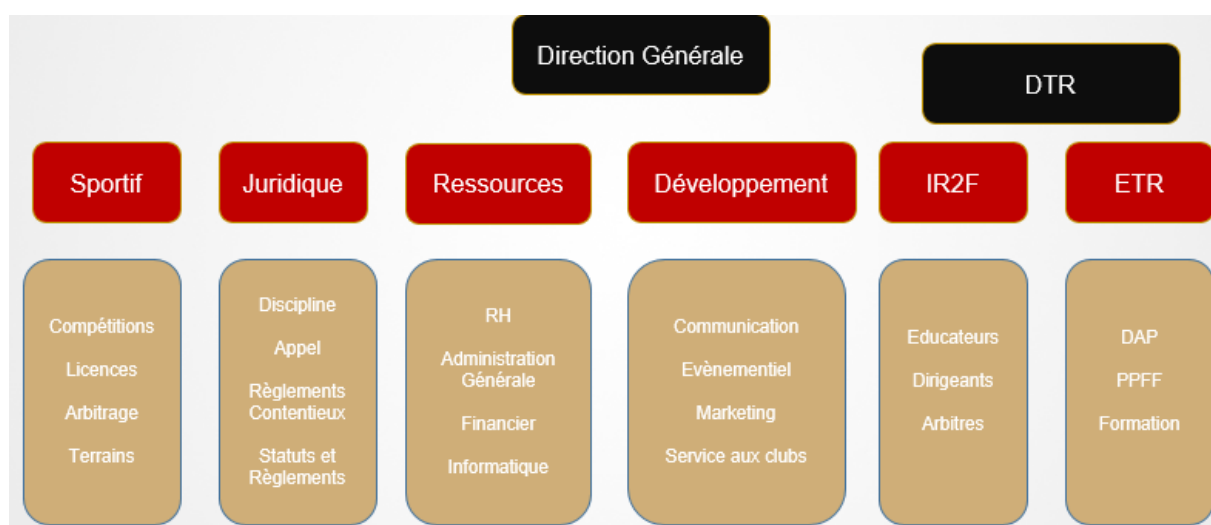 Direction Générale
DTR
Sportif
Juridique
Ressources
Développement
IR2F
ETR
Compétitions
Licences
Arbitrage
Terrains
Discipline
Appel
Règlements
Contentieux
Statuts et
Règlements
RH
Administration
Générale
Financier
Informatique
Communication
Evènementiel
Marketing
Service aux clubs
Educateurs
Dirigeants
Arbitres
DAP
PPFF
Formation